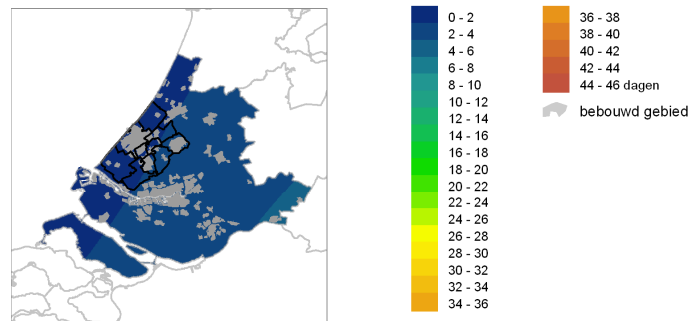 0 - 2
2 - 4
4 - 6
6 - 8
8 - 10
10 - 12
12 - 14
14 - 16
16 - 18
18 - 20
20 - 22
22 - 24
24 - 26
26 - 28
28 - 30
30 - 32
32 - 34
34 - 36
36 - 38
38 - 40
40 - 42
42 - 44
44 - 46 dagen
bebouwd gebied